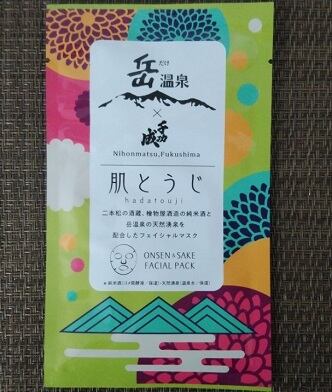 岳温泉
だけ
×
千功成
Nihonmatsu,Fukushima
肌とうじ
hadatouji
二本松の酒蔵、檜物屋酒造の純米酒と
岳温泉の天然湧泉を
配合したフェイシャルマスク
ONSEN&SAKE
FACIAL PACK